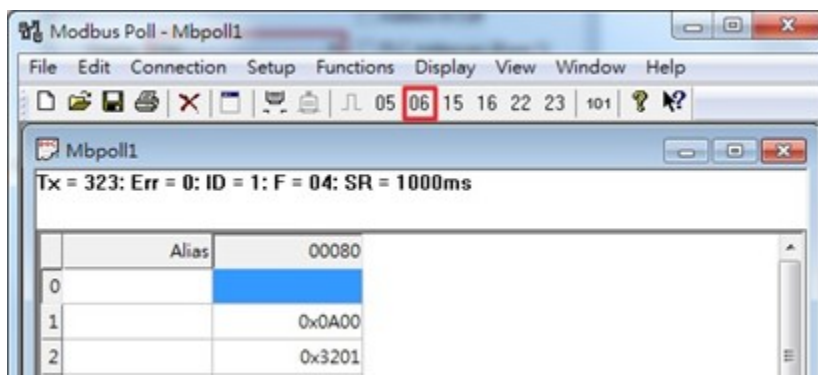 Modbus Poll - Mbpoll1
File Edit Connection Setup Functions Display View Window Help
05 06 15 16 22 23 101
Mbpoll1
Tx = 323: Err = 0: ID = 1: F = 04: SR = 1000ms
Alias 00080
0
1 0x0A00
2 0x3201